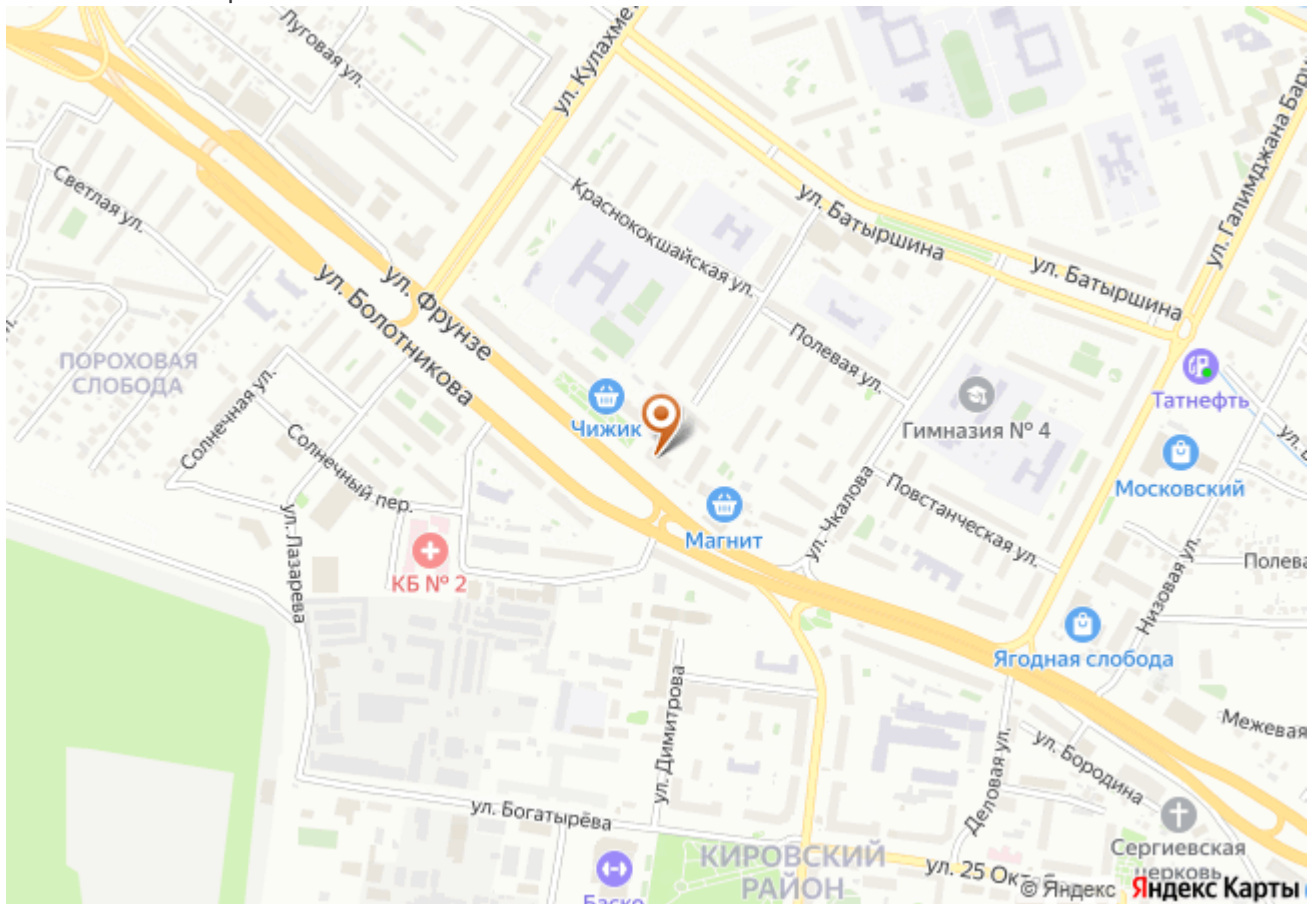 Луговая ул.
ул. Кулахме
ул. Галимджана Бару
Светлая ул.
Краснококшайская ул.
ул. Батыршина
ул. Батыршина
ул. Фрунзе
ул. Болотникова
ПОРОХОВАЯ
СЛОБОДА
Полевая ул.
Татнефть
Солнечная ул.
Чижик
Гимназия № 4
Солнечный пер.
Московский
Магнит
ул. Чкалова
Повстанческая ул.
КБ № 2
ул. Лазарева
Полева
Низовая ул.
Ягодная слобода
ул. Димитрова
Межевая
Деловая ул.
ул. Бородина
ул. Богатырёва
Сергиевская
церковь
КИРОВСКИЙ
РАЙОН
ул. 25 Ок
Баско
© Яндекс Яндекс Карты